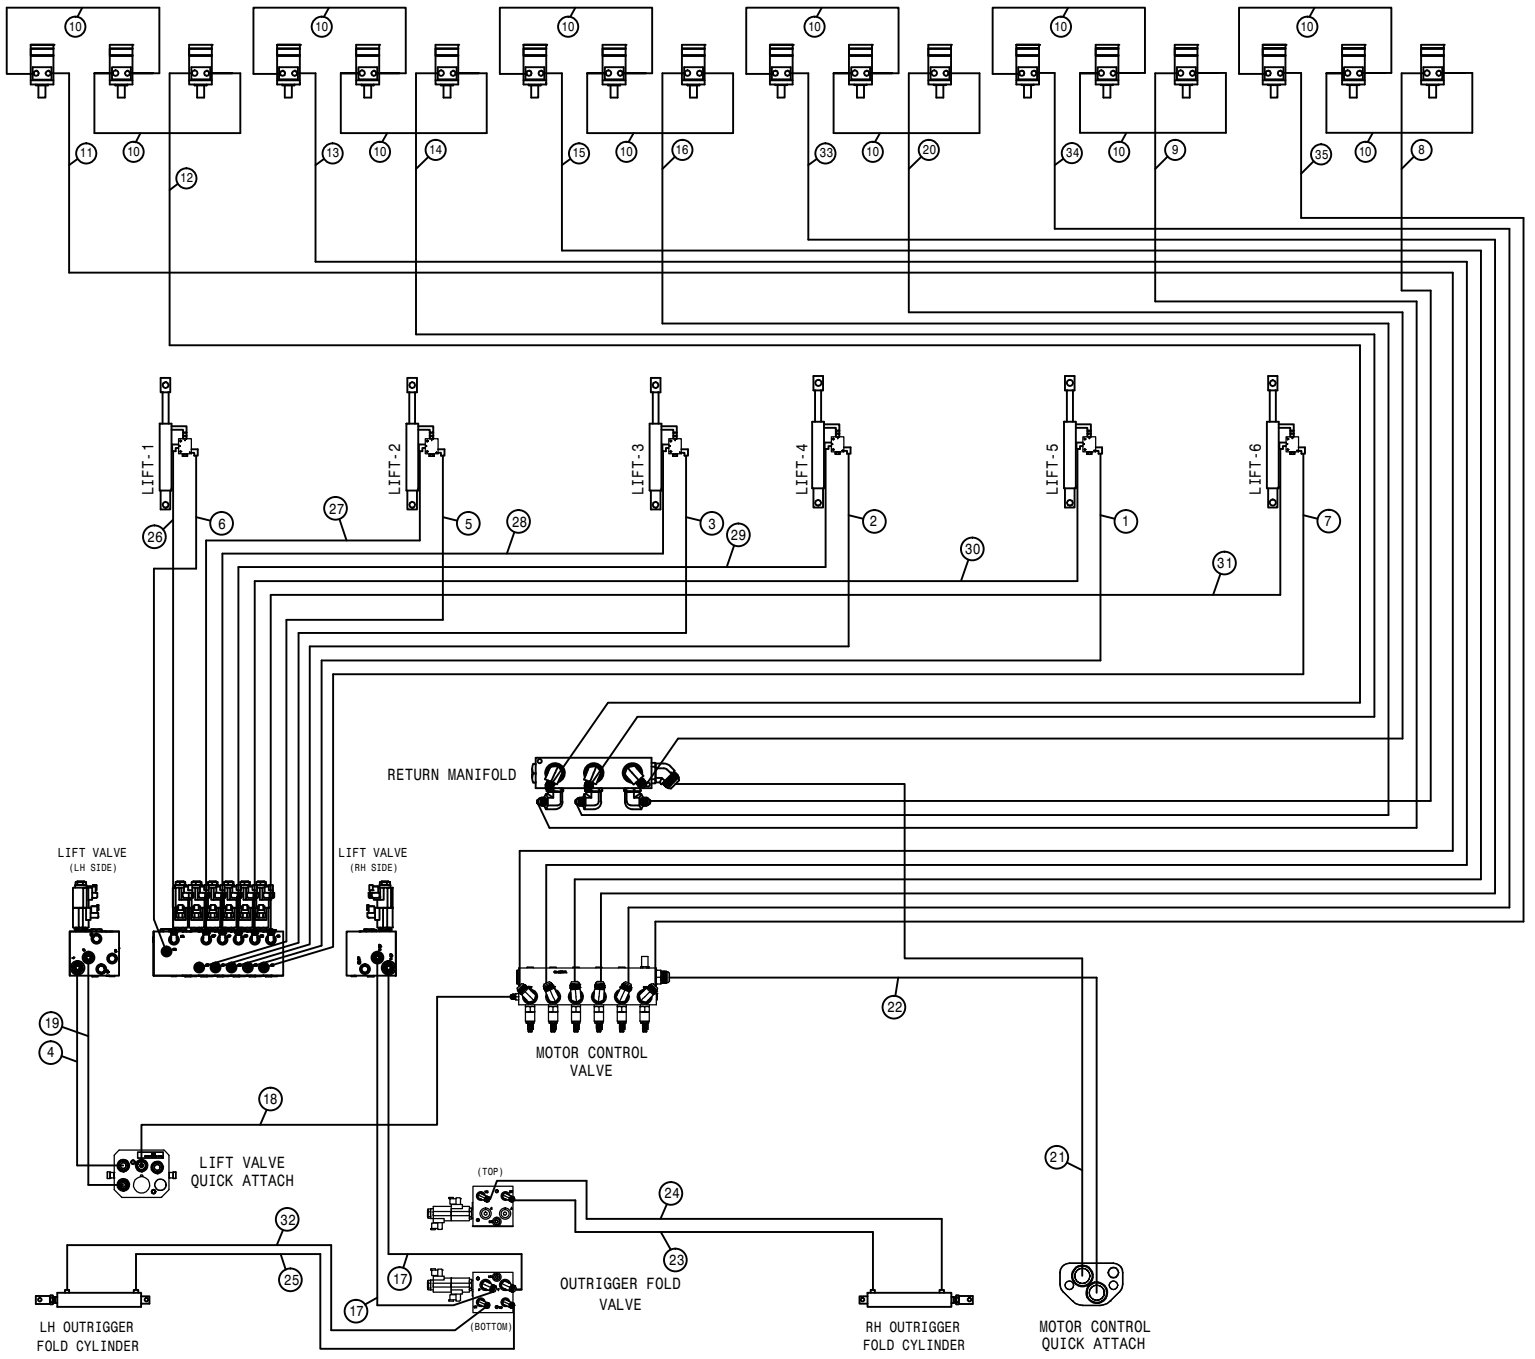 10 10 10 10 10 10
11 10 13 10 14 15 10 16 33 10 20 34 10 9 35 10 8
12
LIFT-1 LIFT-2 LIFT-3 LIFT-4 LIFT-5 LIFT-6
26 6 27 5 28 3 29 2 30 1 31 7
RETURN MANIFOLD
LIFT VALVE
(LH SIDE)
LIFT VALVE
(RH SIDE)
19
4
22
MOTOR CONTROL
VALVE
18
LIFT VALVE
QUICK ATTACH
21
(TOP)
24
23
32
25
17
17
OUTRIGGER FOLD
VALVE
(BOTTOM)
LH OUTRIGGER
FOLD CYLINDER
RH OUTRIGGER
FOLD CYLINDER
MOTOR CONTROL
QUICK ATTACH